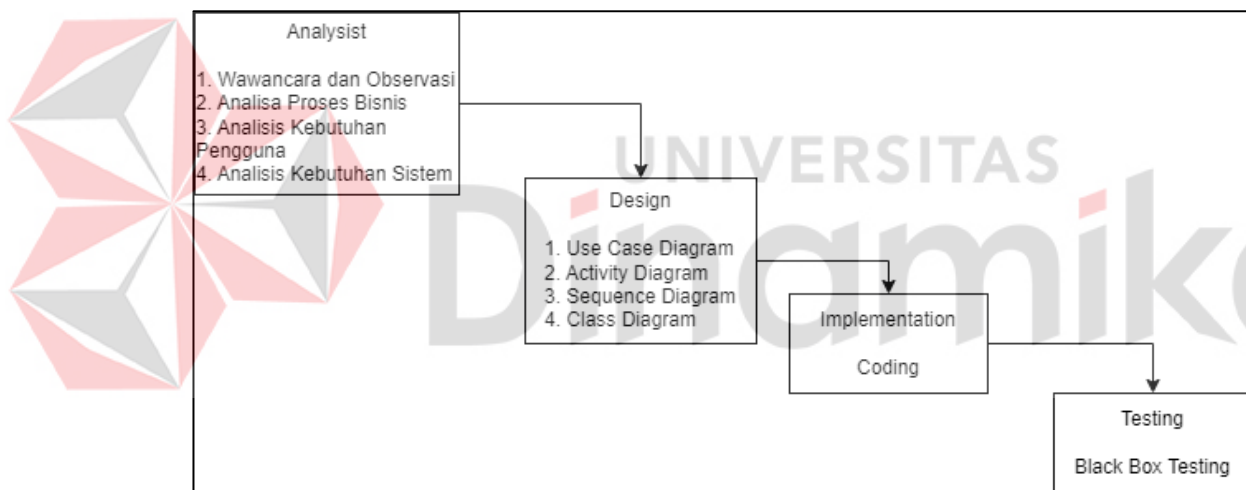 Analysist
1. Wawancara dan Observasi
2. Analisa Proses Bisnis
3. Analisis Kebutuhan
Pengguna
4. Analisis Kebutuhan Sistem
UNIVERSITAS
Dinamika
Design
1. Use Case Diagram
2. Activity Diagram
3. Sequence Diagram
4. Class Diagram
Implementation
Coding
Testing
Black Box Testing